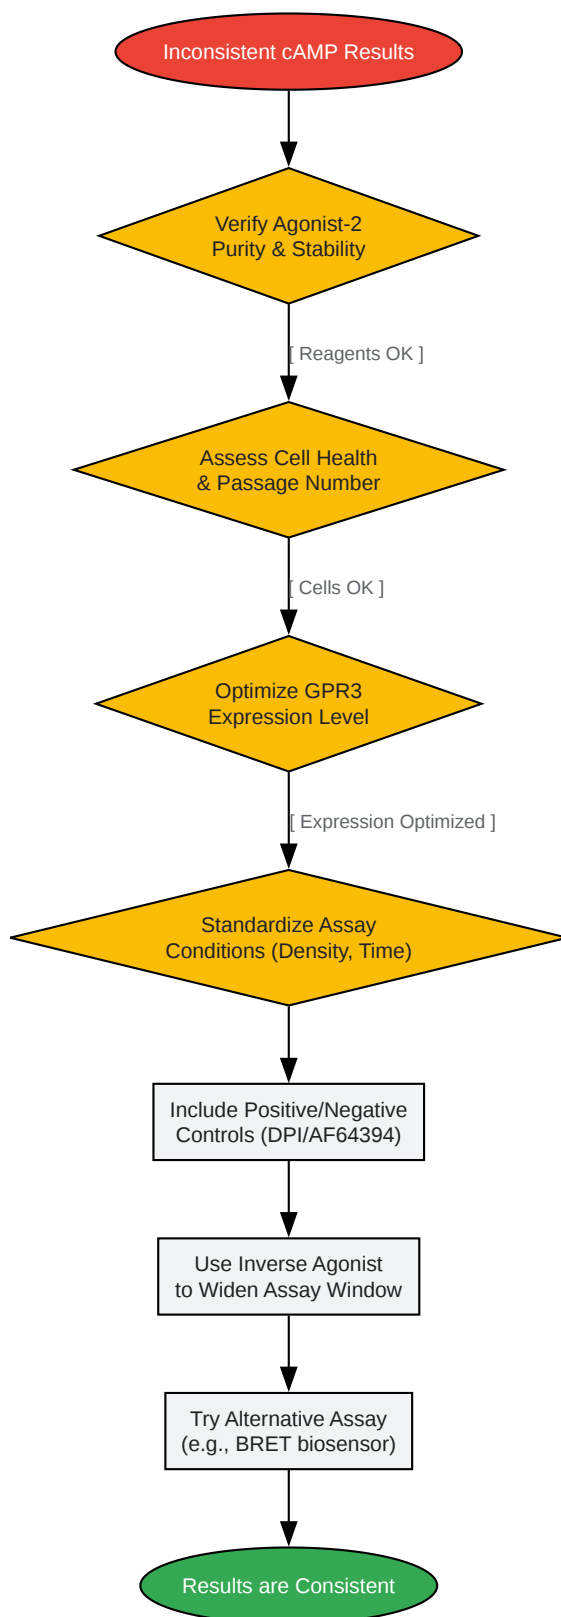 Inconsistent cAMP Results
Verify Agonist-2
Purity & Stability
[ Reagents OK ]
Assess Cell Health
& Passage Number
[ Cells OK ]
Optimize GPR3
Expression Level
[ Expression Optimized ]
Standardize Assay
Conditions (Density, Time)
Include Positive/Negative
Controls (DPI/AF64394)
Use Inverse Agonist
to Widen Assay Window
Try Alternative Assay
(e.g., BRET biosensor)
Results are Consistent